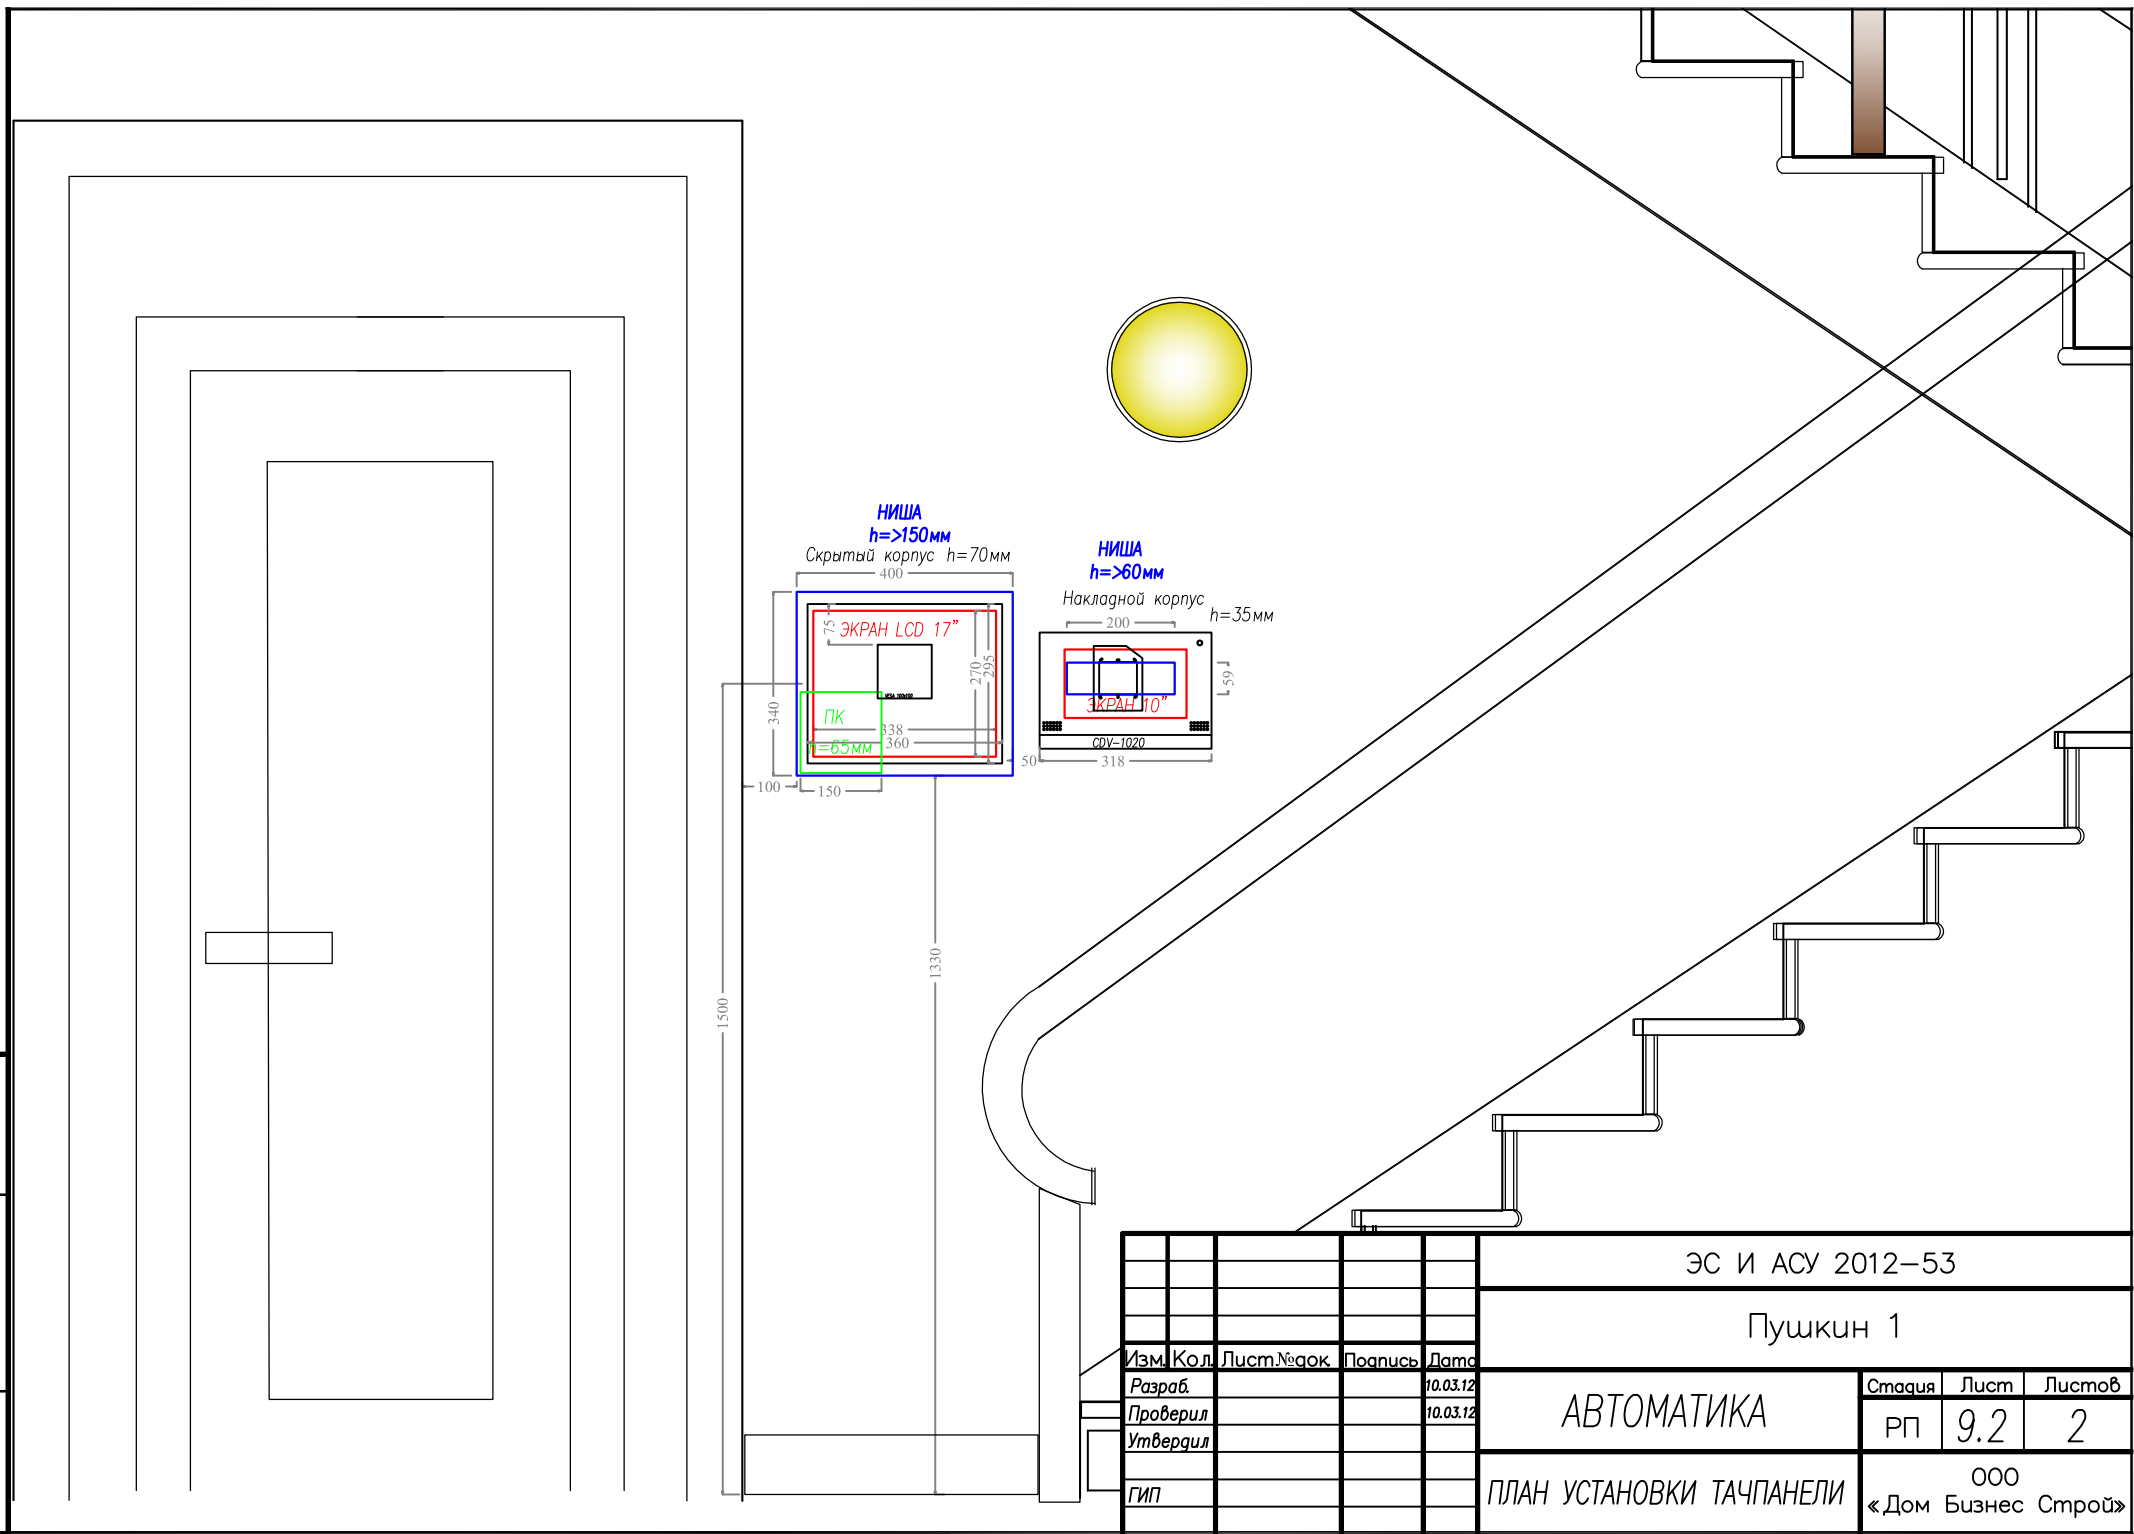 НИША
h=>150мм
Скрытый корпус h=70мм
400
НИША
h=>60мм
Накладной корпус
h=35мм
200
75
ЭКРАН LCD 17"
270
295
59
340
VESA 100x100
ЭКРАН 10"
ПК
338
h=65мм
360
CDV-1020
50
318
100
150
1330
1500
ЭС И АСУ 2012-53
Пушкин 1
Изм. Кол. Лист №док. Подпись Дата
Разраб. 10.03.12
Проверил 10.03.12
Утвердил
ГИП
АВТОМАТИКА
Стадия Лист Листов
РП 9.2 2
ПЛАН УСТАНОВКИ ТАЧПАНЕЛИ
ООО
«Дом Бизнес Строй»